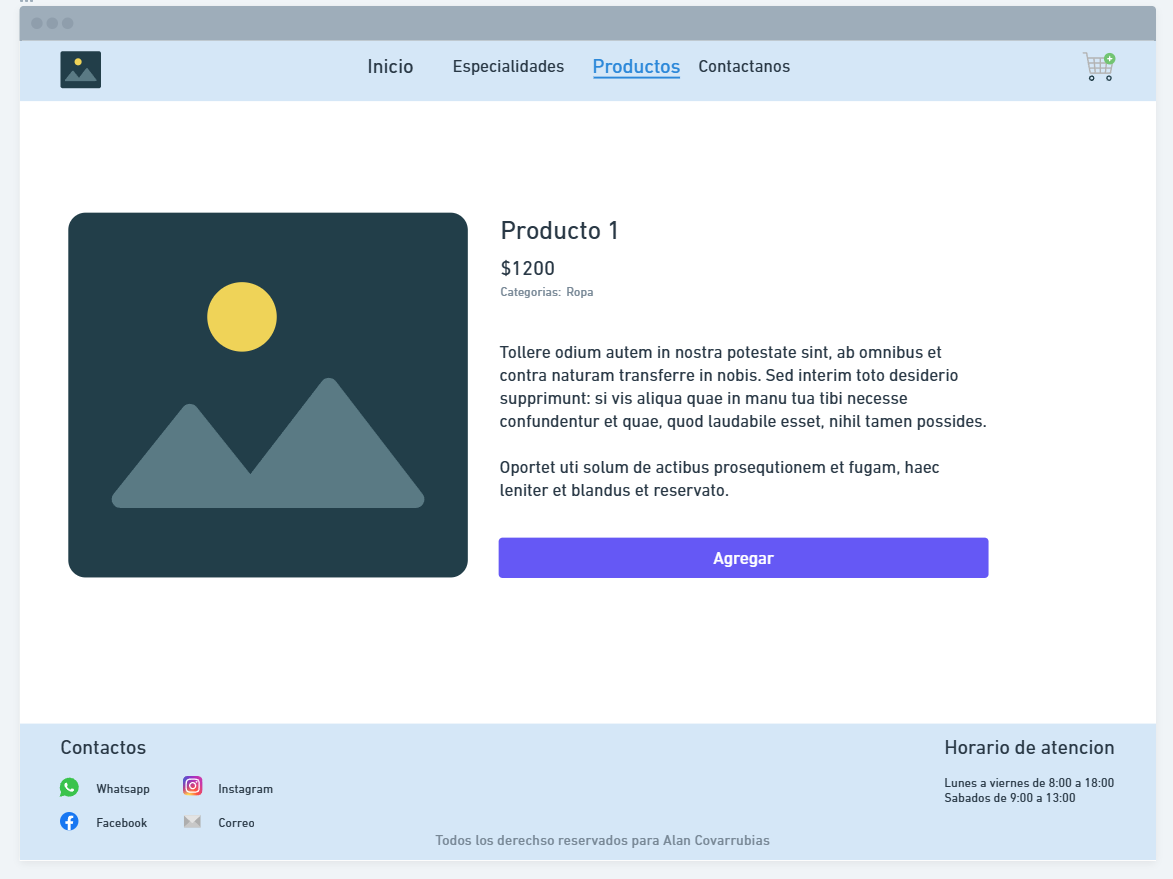 Inicio Especialidades Productos Contactanos
Producto 1
$1200
Categorias: Ropa
Tollere odium autem in nostra potestate sint, ab omnibus et
contra naturam transferre in nobis. Sed interim toto desiderio
supprimunt: si vis aliqua quae in manu tua tibi necesse
confundentur et quae, quod laudabile esset, nihil tamen possides.
Oportet uti solum de actibus prosequtionem et fugam, haec
leniter et blandus et reservato.
Agregar
Contactos
Whatsapp Instagram
Facebook Correo
Horario de atencion
Lunes a viernes de 8:00 a 18:00
Sabados de 9:00 a 13:00
Todos los derechso reservados para Alan Covarrubias